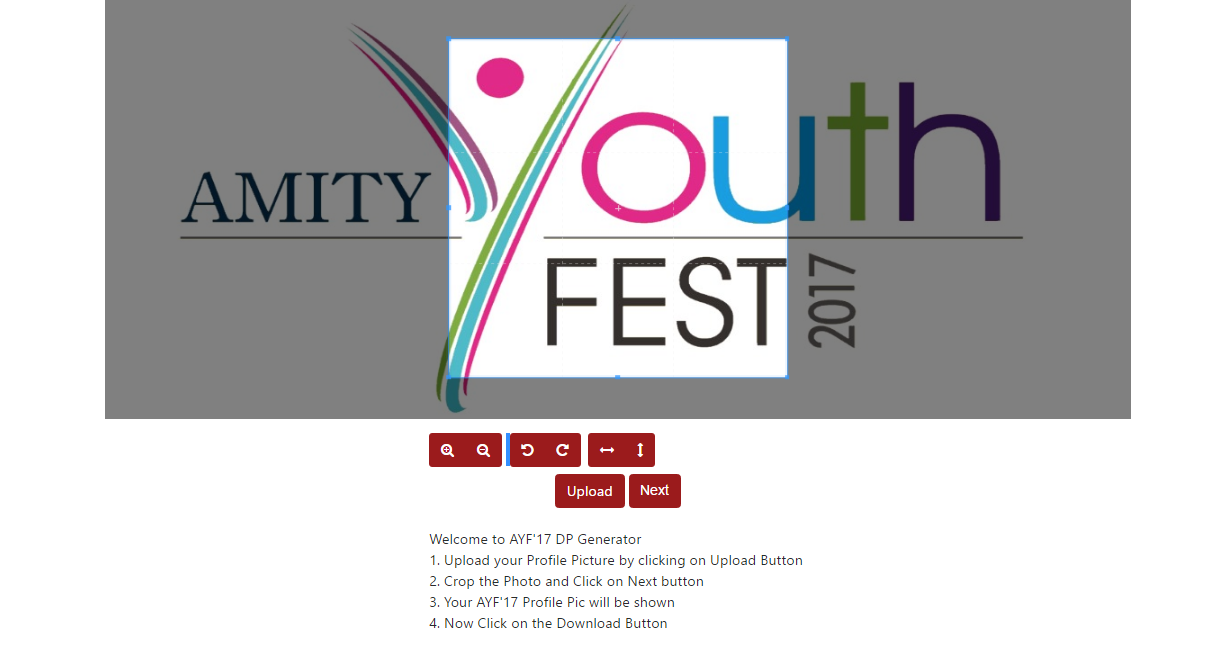 AMITY Youth
FEST 2017
Upload Next
Welcome to AYF'17 DP Generator
1. Upload your Profile Picture by clicking on Upload Button
2. Crop the Photo and Click on Next button
3. Your AYF'17 Profile Pic will be shown
4. Now Click on the Download Button